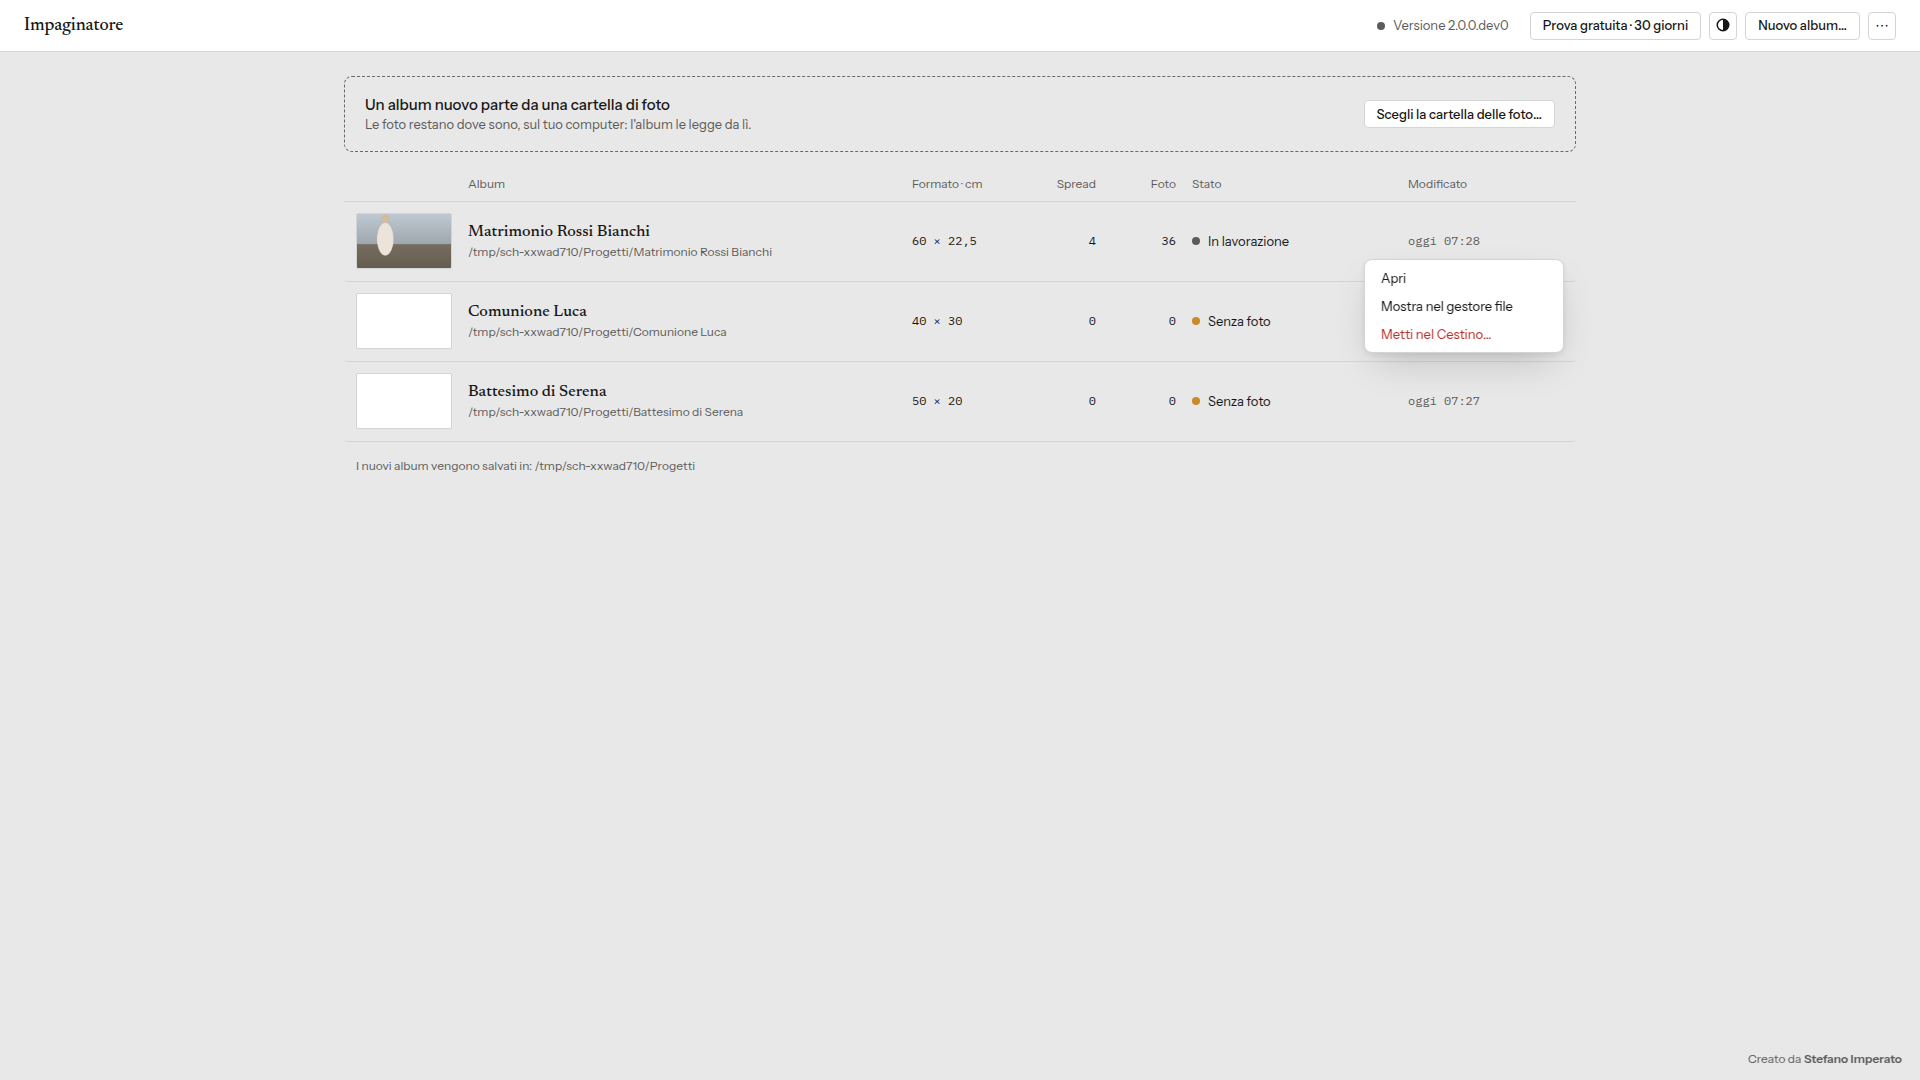 Impaginatore
Versione 2.0.0.dev0
Prova gratuita · 30 giorni
Nuovo album...
Un album nuovo parte da una cartella di foto
Le foto restano dove sono, sul tuo computer: l'album le legge da lì.
Scegli la cartella delle foto...
Album Formato · cm Spread Foto Stato Modificato
Matrimonio Rossi Bianchi
/tmp/sch-xxwad710/Progetti/Matrimonio Rossi Bianchi
60 × 22,5 4 36 In lavorazione oggi 07:28
Apri
Mostra nel gestore file
Metti nel Cestino...
Comunione Luca
/tmp/sch-xxwad710/Progetti/Comunione Luca
40 × 30 0 0 Senza foto
Battesimo di Serena
/tmp/sch-xxwad710/Progetti/Battesimo di Serena
50 × 20 0 0 Senza foto oggi 07:27
I nuovi album vengono salvati in: /tmp/sch-xxwad710/Progetti
Creato da Stefano Imperato